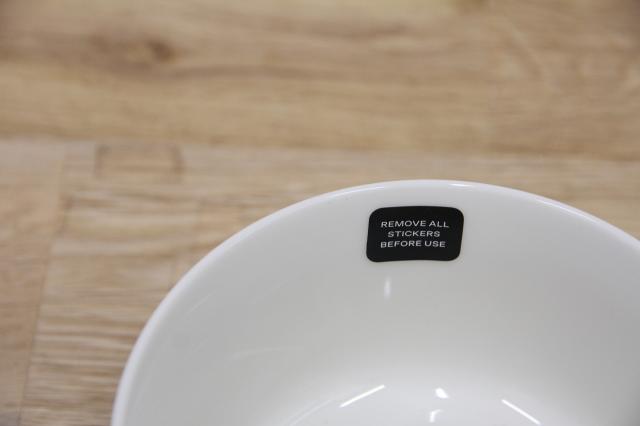 REMOVE ALL
STICKERS
BEFORE USE